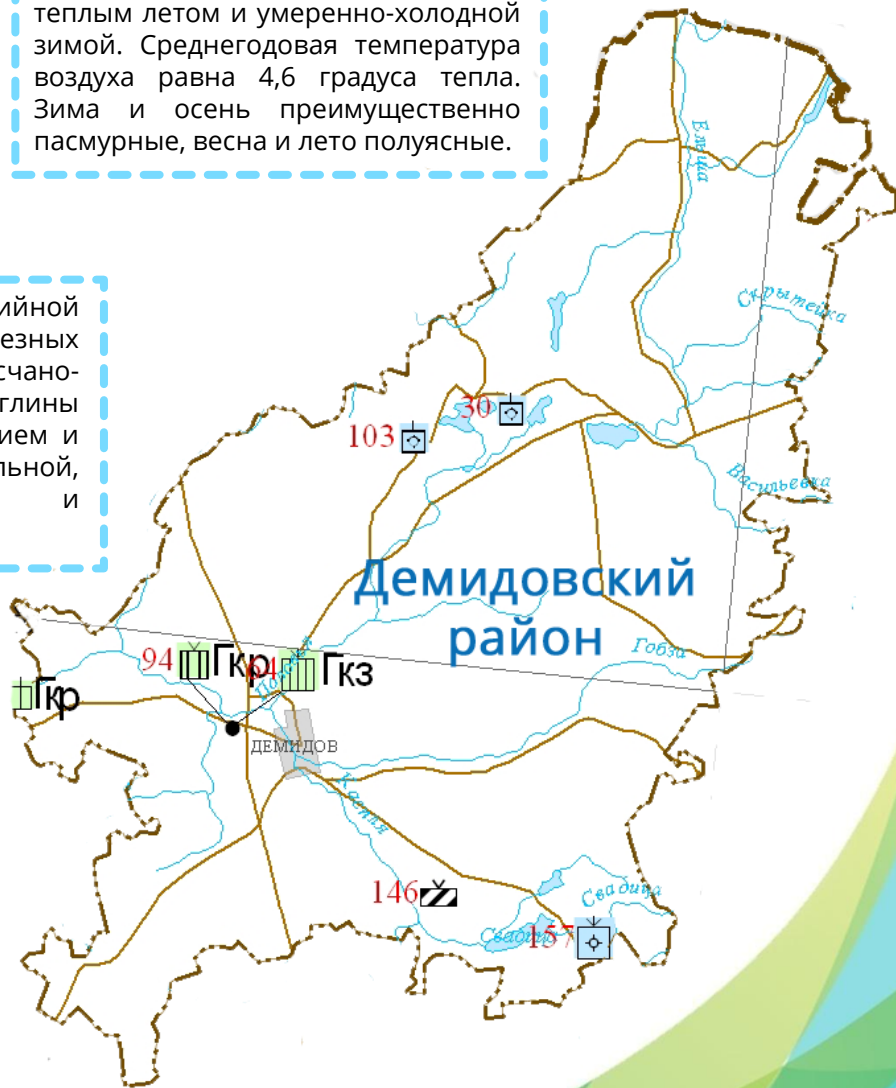 теплым летом и умеренно-холодной
зимой. Среднегодовая температура
воздуха равна 4,6 градуса тепла.
Зима и осень преимущественно
пасмурные, весна и лето полуясные.
ийной
езных
счано-
глины
ием и
льной,
и
Ельша
Скрытейка
30
103
Васильевка
Демидовский
район
Гобза
94 Гкр
64 Гкз
Гкр
ДЕМИДОВ
Каспля
146
Свадица
157